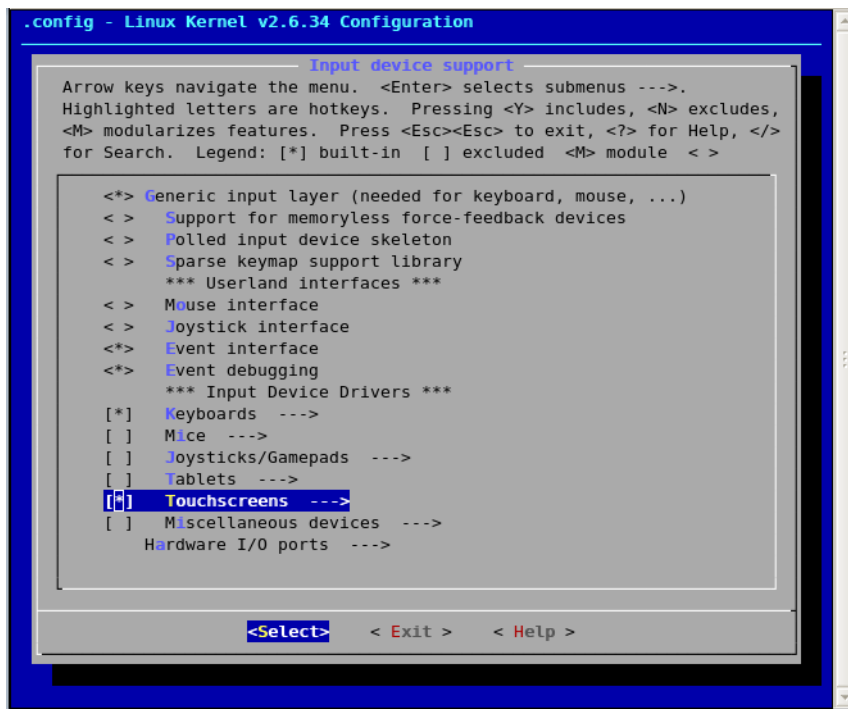 .config - Linux Kernel v2.6.34 Configuration
Input device support
Arrow keys navigate the menu.  <Enter> selects submenus --->.
Highlighted letters are hotkeys.  Pressing <Y> includes, <N> excludes,
<M> modularizes features.  Press <Esc><Esc> to exit, <?> for Help, </>
for Search.  Legend: [*] built-in  [ ] excluded  <M> module  < >
<*> Generic input layer (needed for keyboard, mouse, ...)
< >   Support for memoryless force-feedback devices
< >   Polled input device skeleton
< >   Sparse keymap support library
*** Userland interfaces ***
< >   Mouse interface
< >   Joystick interface
<*>   Event interface
<*>   Event debugging
*** Input Device Drivers ***
[*]   Keyboards  --->
[ ]   Mice  --->
[ ]   Joysticks/Gamepads  --->
[ ]   Tablets  --->
[*]   Touchscreens  --->
[ ]   Miscellaneous devices  --->
Hardware I/O ports  --->
<Select>    < Exit >    < Help >